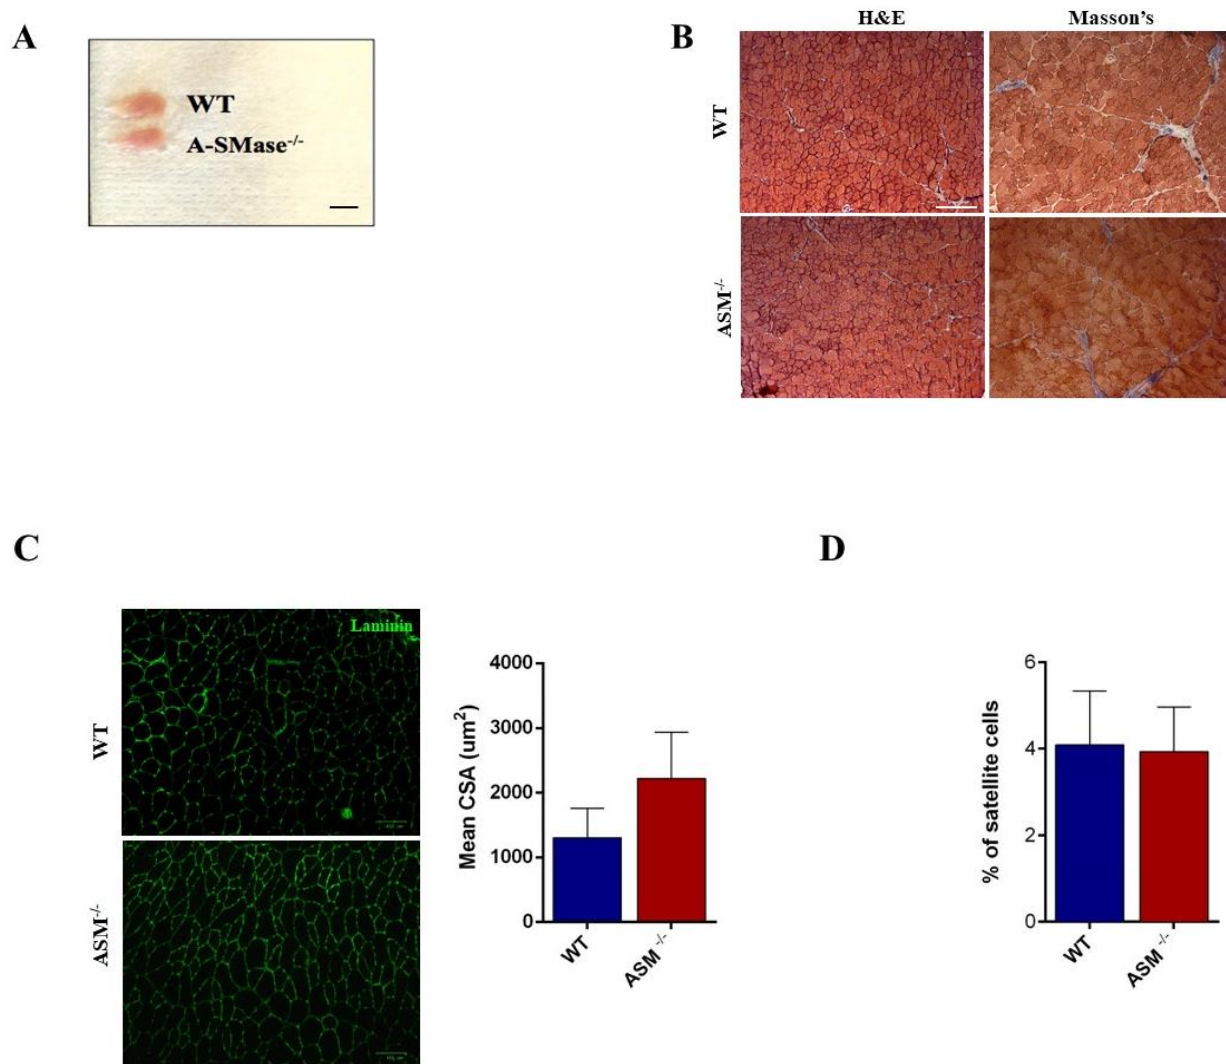 A
WT
A-SMase-/-
B
H&E
Masson's
WT
ASM-/-
C
Laminin
WT
ASM-/-
Mean CSA (um²)
4000
3000
2000
1000
0
WT
ASM -/-
D
% of satellite cells
6
4
2
0
WT
ASM -/-